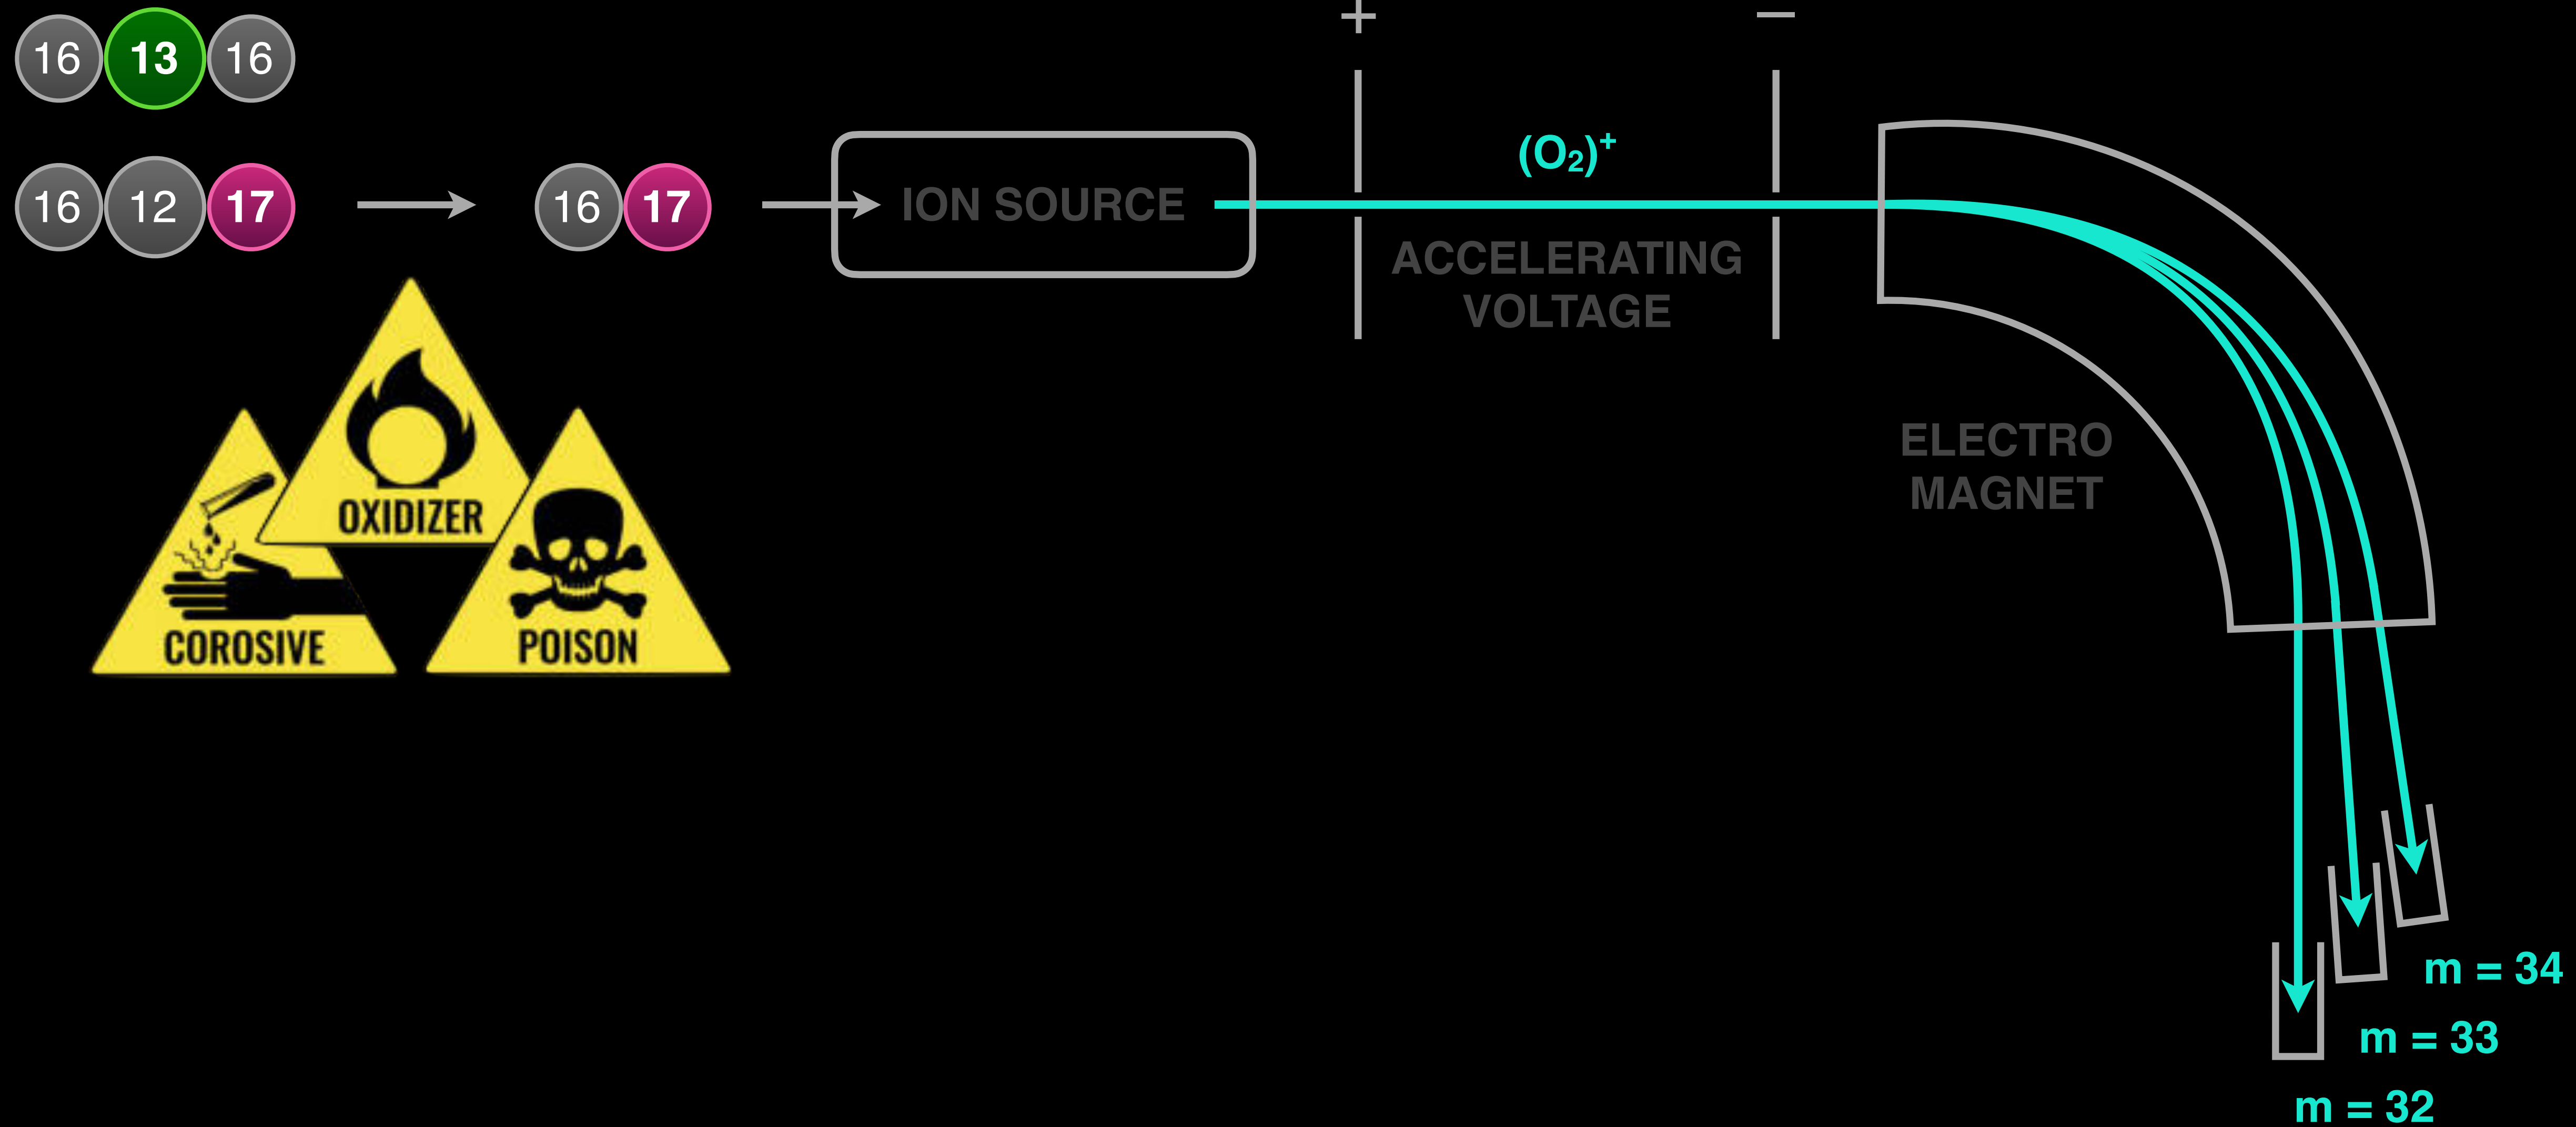 16 13 16
+ −
(O₂)⁺
16 12 17
16 17
ION SOURCE
ACCELERATING
VOLTAGE
ELECTRO
MAGNET
OXIDIZER
COROSIVE
POISON
m = 34
m = 33
m = 32